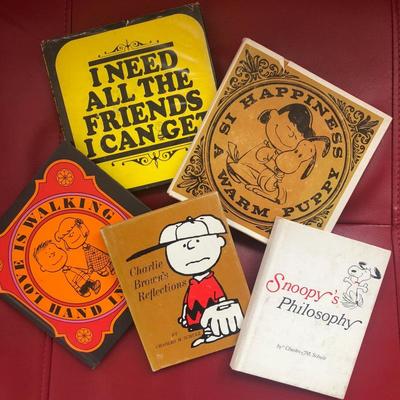 I NEED
ALL THE
FRIENDS
I CAN GET
HAPPINESS IS
A WARM PUPPY
LOVE IS WALKING
HAND IN
Charlie
Brown's
Reflections
BY
CHARLES M. SCHULZ
Snoopy's
Philosophy
by Charles M. Schulz